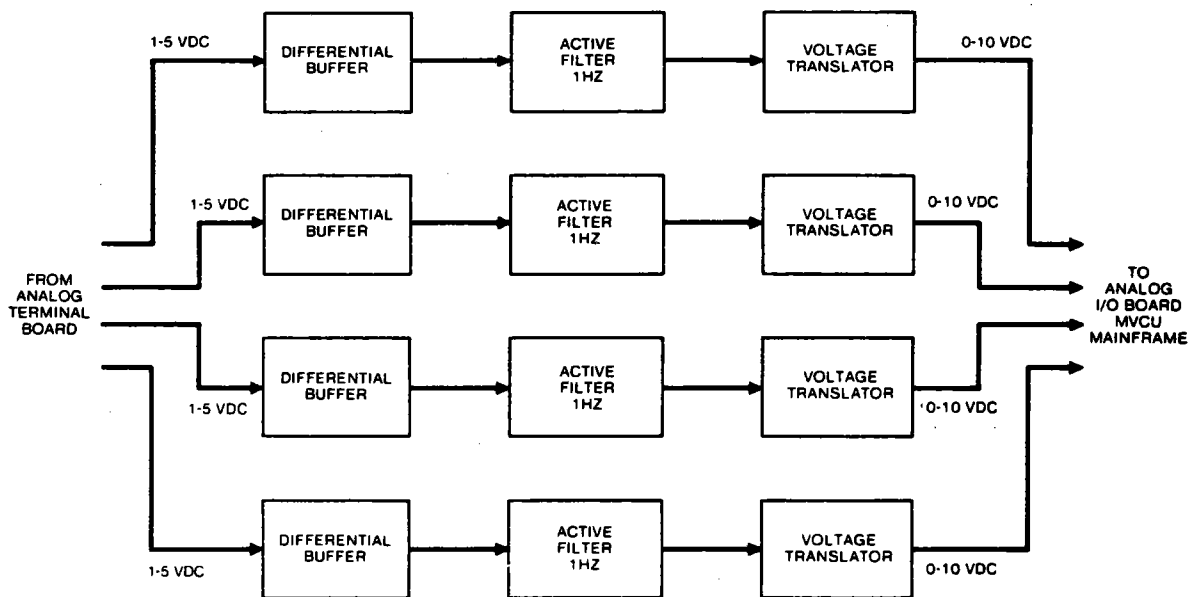 1-5 VDC
DIFFERENTIAL
BUFFER
ACTIVE
FILTER
1HZ
VOLTAGE
TRANSLATOR
0-10 VDC
1-5 VDC
DIFFERENTIAL
BUFFER
ACTIVE
FILTER
1HZ
VOLTAGE
TRANSLATOR
0-10 VDC
FROM
ANALOG
TERMINAL
BOARD
TO
ANALOG
I/O BOARD
MVCU
MAINFRAME
1-5 VDC
DIFFERENTIAL
BUFFER
ACTIVE
FILTER
1HZ
VOLTAGE
TRANSLATOR
0-10 VDC
1-5 VDC
DIFFERENTIAL
BUFFER
ACTIVE
FILTER
1HZ
VOLTAGE
TRANSLATOR
0-10 VDC